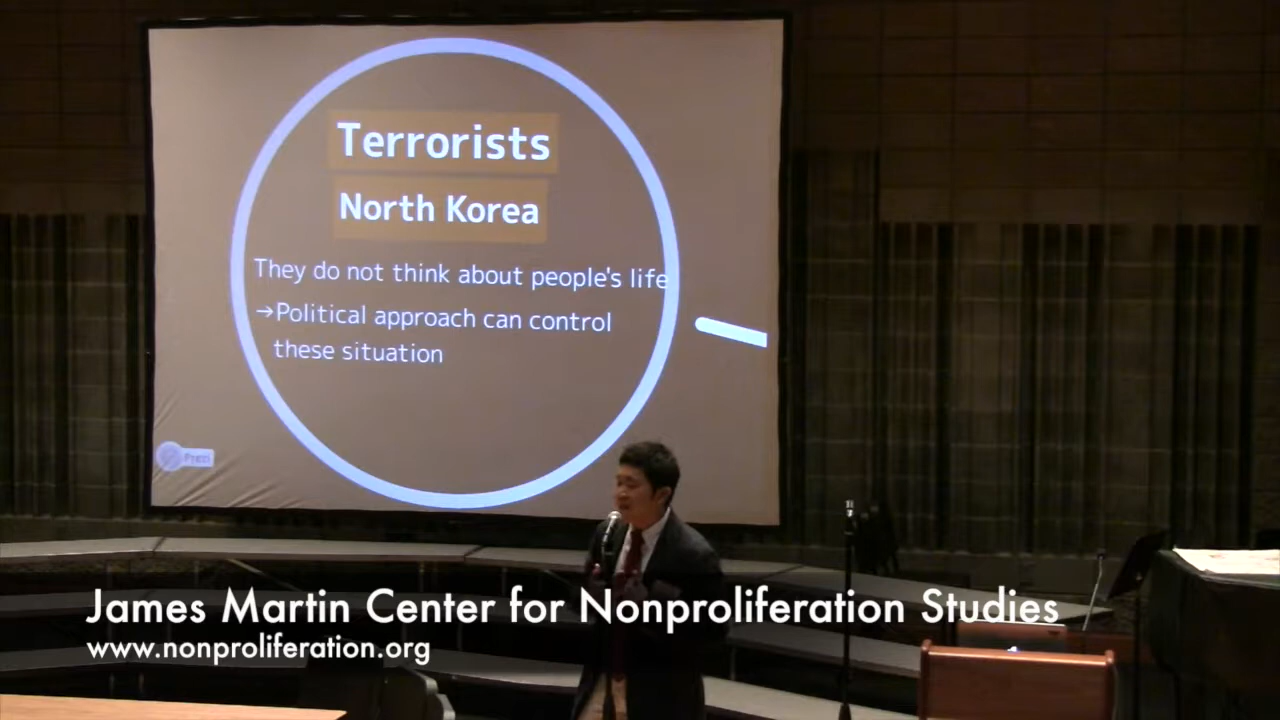 Terrorists
North Korea
They do not think about people's life
→Political approach can control
these situation
Prezi
James Martin Center for Nonproliferation Studies
www.nonproliferation.org